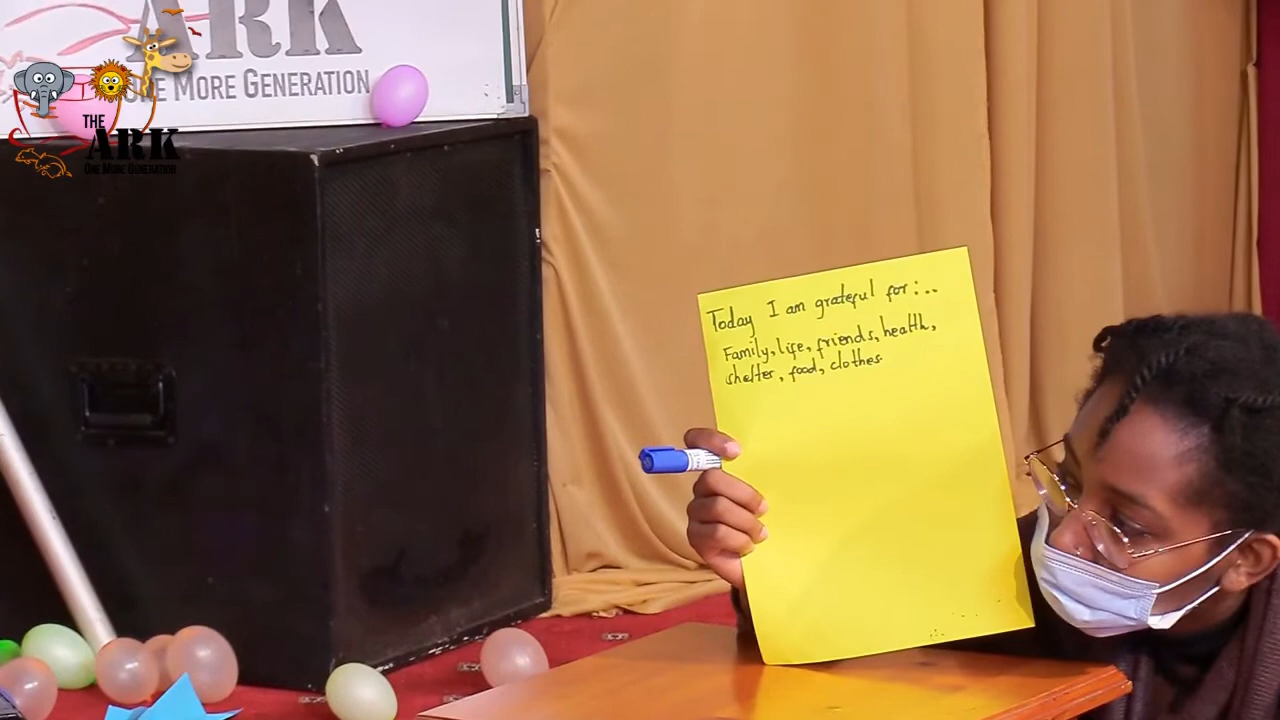 ARK
ONE MORE GENERATION
THE
ARK
ONE MORE GENERATION
Today I am grateful for:..
Family, life, friends, health,
shelter, food, clothes